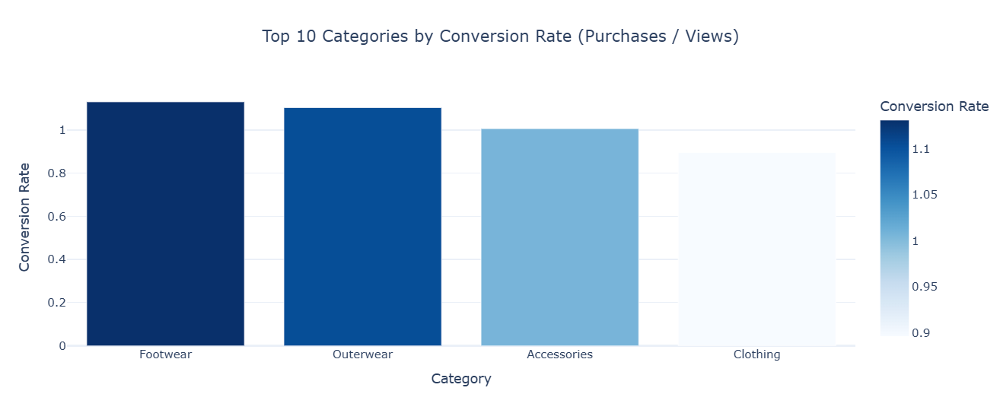 Top 10 Categories by Conversion Rate (Purchases / Views)
Conversion Rate
1
0.8
0.6
0.4
0.2
0
Footwear
Outerwear
Accessories
Clothing
Category
Conversion Rate
1.1
1.05
1
0.95
0.9